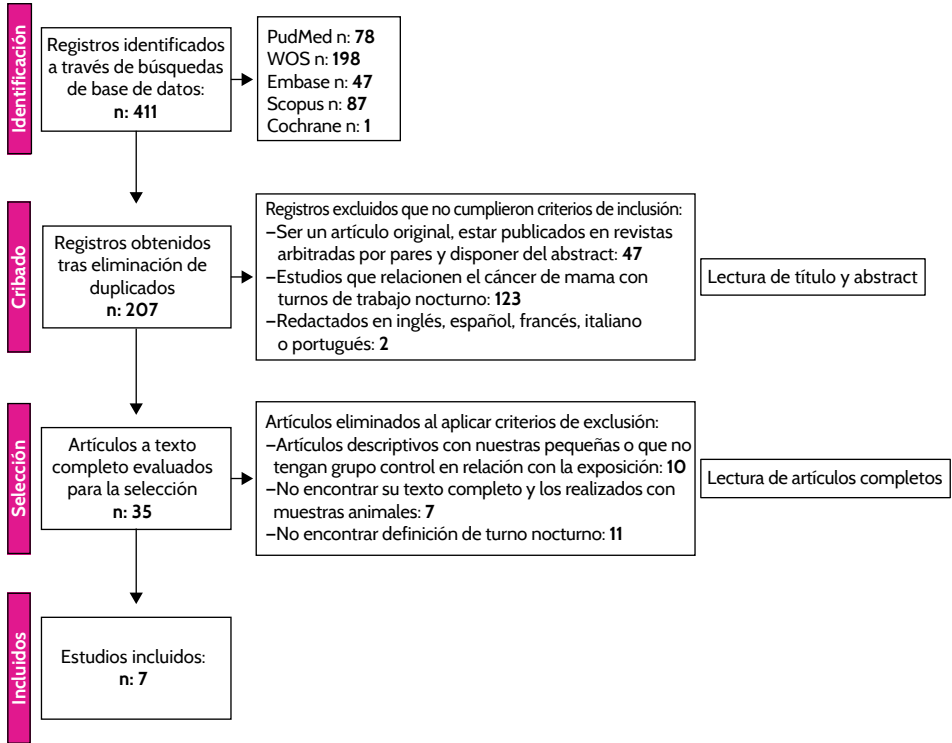 Identificación
Registros identificados
a través de búsquedas
de base de datos:
n: 411
PudMed n: 78
WOS n: 198
Embase n: 47
Scopus n: 87
Cochrane n: 1
Cribado
Registros obtenidos
tras eliminación de
duplicados
n: 207
Registros excluidos que no cumplieron criterios de inclusión:
–Ser un artículo original, estar publicados en revistas
arbitradas por pares y disponer del abstract: 47
–Estudios que relacionen el cáncer de mama con
turnos de trabajo nocturno: 123
–Redactados en inglés, español, francés, italiano
o portugués: 2
Lectura de título y abstract
Selección
Artículos a texto
completo evaluados
para la selección
n: 35
Artículos eliminados al aplicar criterios de exclusión:
–Artículos descriptivos con nuestras pequeñas o que no
tengan grupo control en relación con la exposición: 10
–No encontrar su texto completo y los realizados con
muestras animales: 7
–No encontrar definición de turno nocturno: 11
Lectura de artículos completos
Incluidos
Estudios incluidos:
n: 7